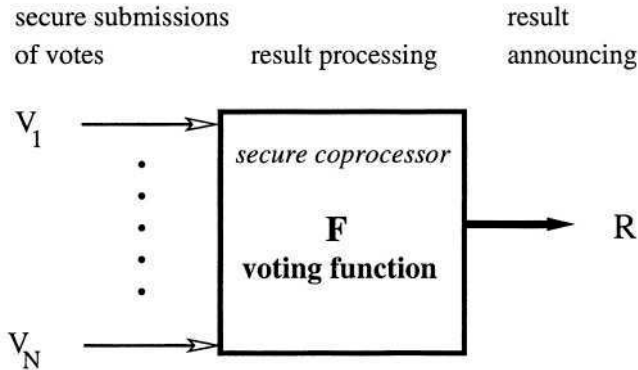 secure submissions
of votes
result processing
result
announcing
V1
secure coprocessor
F
voting function
R
VN